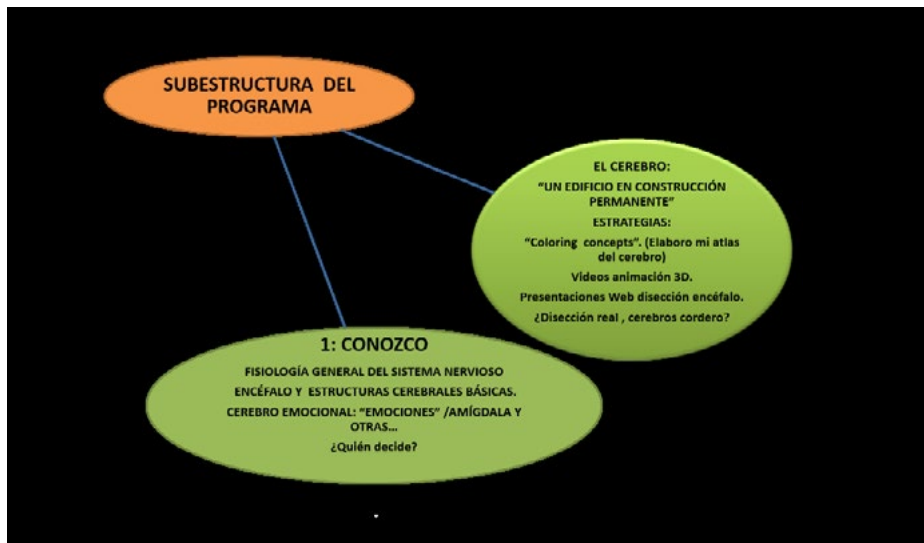 SUBESTRUCTURA DEL
PROGRAMA
EL CEREBRO:
“UN EDIFICIO EN CONSTRUCCIÓN
PERMANENTE”
ESTRATEGIAS:
“Coloring concepts”. (Elaboro mi atlas
del cerebro)
Videos animación 3D.
Presentaciones Web disección encéfalo.
¿Disección real , cerebros cordero?
1: CONOZCO
FISIOLOGÍA GENERAL DEL SISTEMA NERVIOSO
ENCÉFALO Y ESTRUCTURAS CEREBRALES BÁSICAS.
CEREBRO EMOCIONAL: “EMOCIONES” /AMÍGDALA Y
OTRAS...
¿Quién decide?